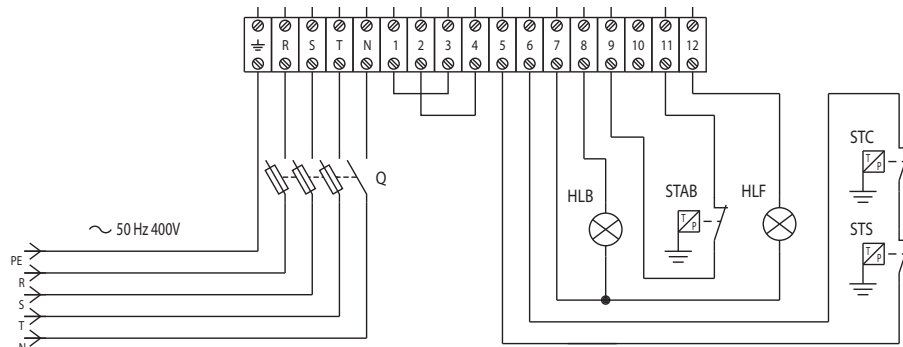 R S T N 1 2 3 4 5 6 7 8 9 10 11 12
Q
STC
T P
HLB
STAB
HLF
T P
STS
T P
50 Hz 400V
PE
R
S
T
N